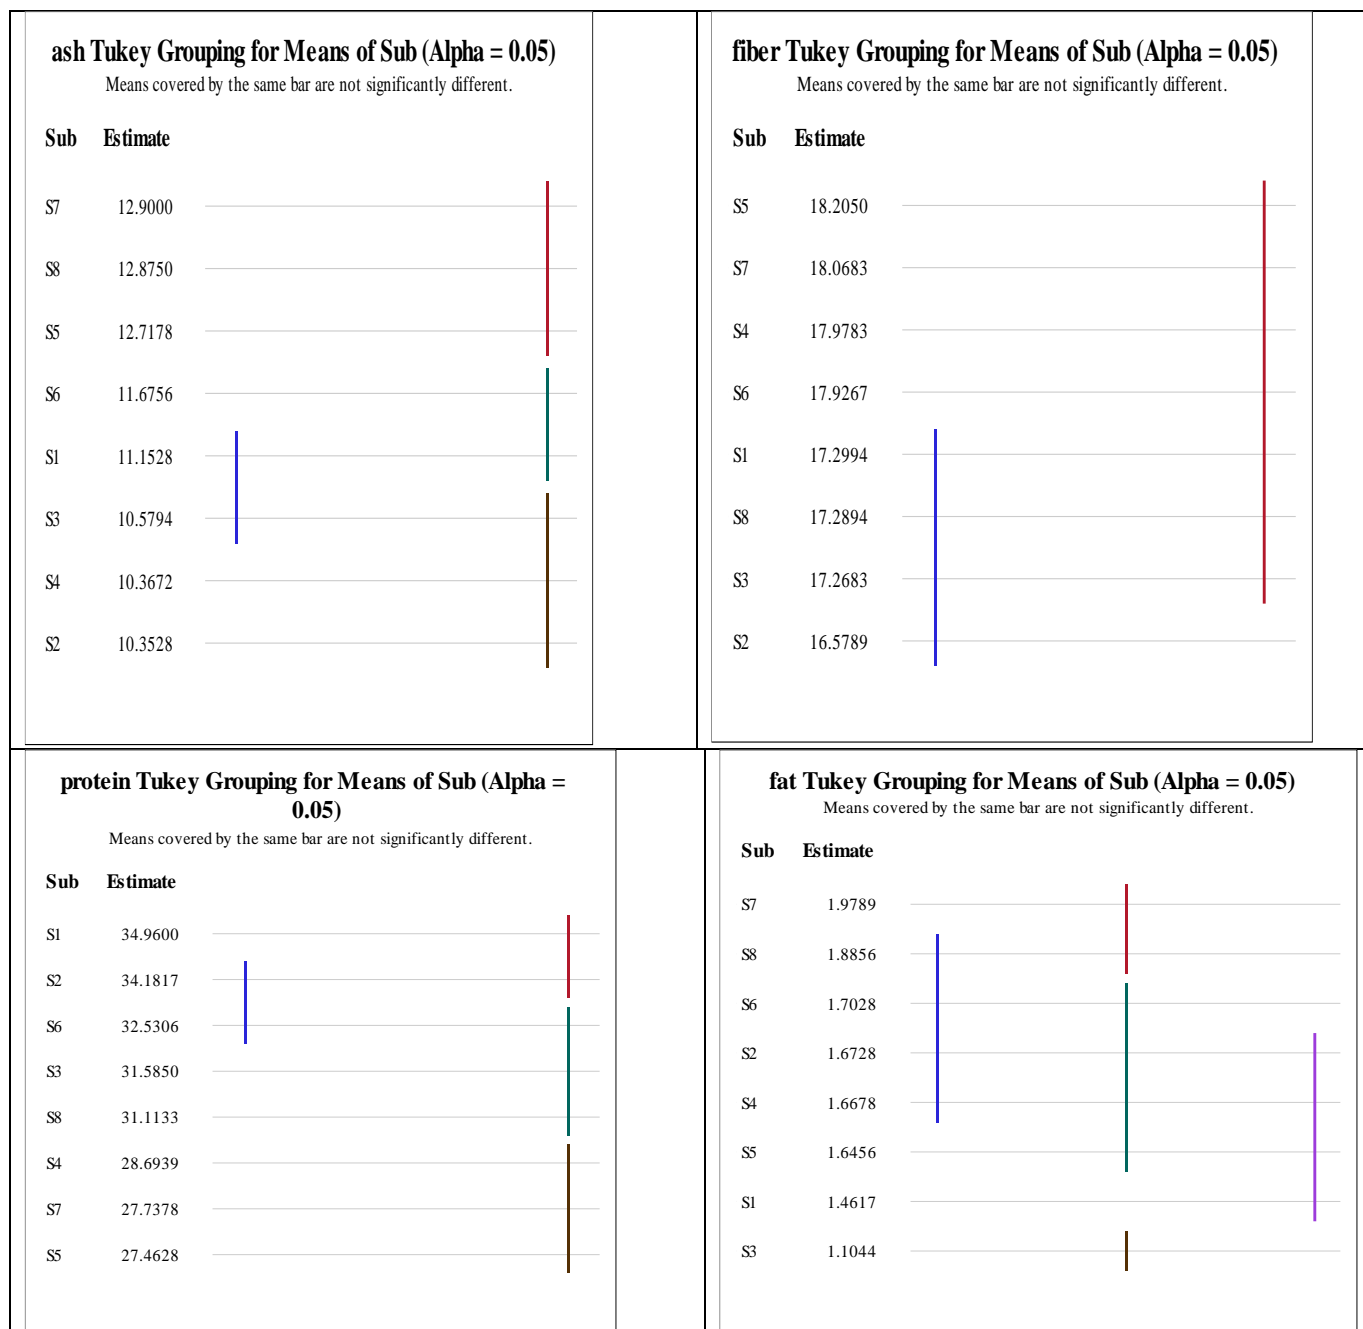 ash Tukey Grouping for Means of Sub (Alpha = 0.05)
Means covered by the same bar are not significantly different.
Sub Estimate
S7 12.9000
S8 12.8750
S5 12.7178
S6 11.6756
S1 11.1528
S3 10.5794
S4 10.3672
S2 10.3528
fiber Tukey Grouping for Means of Sub (Alpha = 0.05)
Means covered by the same bar are not significantly different.
Sub Estimate
S5 18.2050
S7 18.0683
S4 17.9783
S6 17.9267
S1 17.2994
S8 17.2894
S3 17.2683
S2 16.5789
protein Tukey Grouping for Means of Sub (Alpha =
0.05)
Means covered by the same bar are not significantly different.
Sub Estimate
S1 34.9600
S2 34.1817
S6 32.5306
S3 31.5850
S8 31.1133
S4 28.6939
S7 27.7378
S5 27.4628
fat Tukey Grouping for Means of Sub (Alpha = 0.05)
Means covered by the same bar are not significantly different.
Sub Estimate
S7 1.9789
S8 1.8856
S6 1.7028
S2 1.6728
S4 1.6678
S5 1.6456
S1 1.4617
S3 1.1044